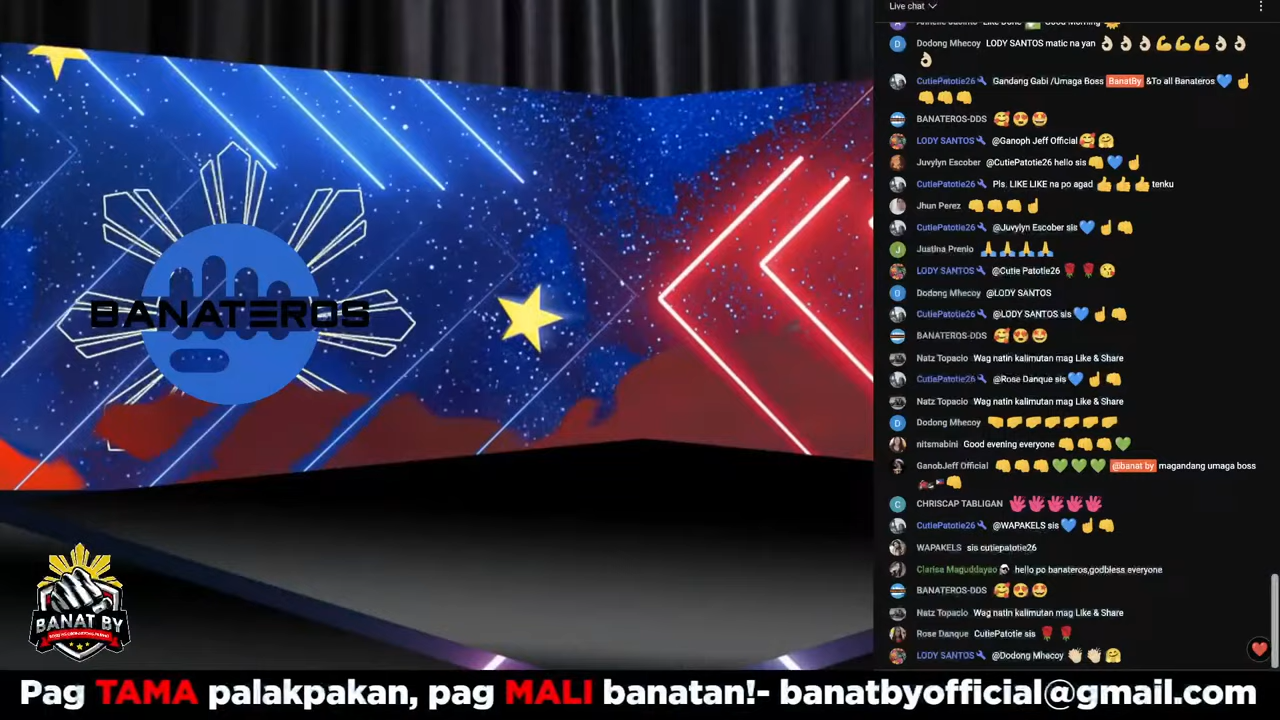 Live chat
Dodong Mhecoy LODY SANTOS matic na yan
CutiePatotie26 Gandang Gabi /Umaga Boss BanatBy &To all Banateros
BANATEROS-DDS
LODY SANTOS @Ganoph Jeff Official
Juvylyn Escober @CutiePatotie26 hello sis
CutiePatotie26 Pls. LIKE LIKE na po agad tenku
Jhun Perez
CutiePatotie26 @Juvylyn Escober sis
Justina Prenio
LODY SANTOS @Cutie Patotie26
Dodong Mhecoy @LODY SANTOS
CutiePatotie26 @LODY SANTOS sis
BANATEROS-DDS
Natz Topacio Wag natin kalimutan mag Like & Share
CutiePatotie26 @Rose Danque sis
Natz Topacio Wag natin kalimutan mag Like & Share
Dodong Mhecoy
nitsmabini Good evening everyone
GanobJeff Official @banat by magandang umaga boss
CHRISCAP TABLIGAN
CutiePatotie26 @WAPAKELS sis
WAPAKELS sis cutiepatotie26
Clarisa Maguddayao hello po banateros,godbless everyone
BANATEROS-DDS
Natz Topacio Wag natin kalimutan mag Like & Share
Rose Danque CutiePatotie sis
LODY SANTOS @Dodong Mhecoy
BANATEROS
BANAT BY
Pag TAMA palakpakan, pag MALI banatan!- banatbyofficial@gmail.com